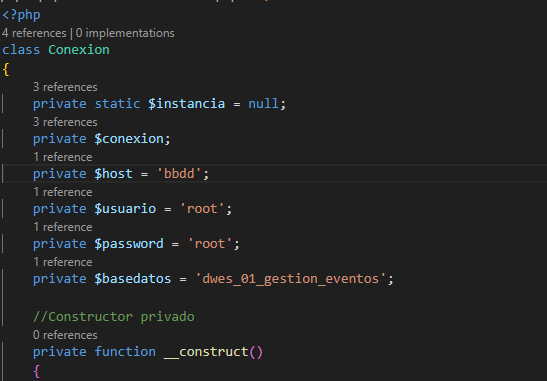 <?php
4 references | 0 implementations
class Conexion
{
3 references
private static $instancia = null;
3 references
private $conexion;
1 reference
private $host = 'bbdd';
1 reference
private $usuario = 'root';
1 reference
private $password = 'root';
1 reference
private $basedatos = 'dwes_01_gestion_eventos';
//Constructor privado
0 references
private function __construct()
{